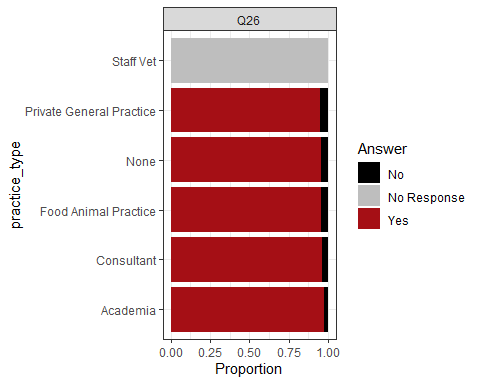 Q26
Staff Vet
Private General Practice
None
Food Animal Practice
Consultant
Academia
practice_type
0.00 0.25 0.50 0.75 1.00
Proportion
Answer
No
No Response
Yes